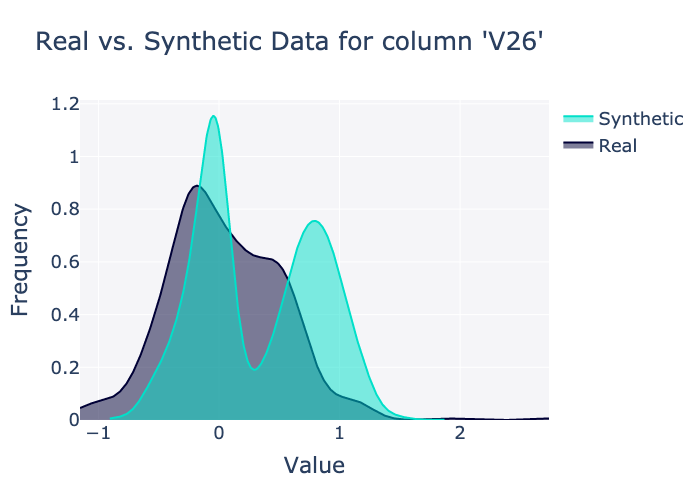 Real vs. Synthetic Data for column 'V26'
Synthetic
Real
1.2
1
0.8
0.6
0.4
0.2
0
Frequency
−1
0
1
2
Value